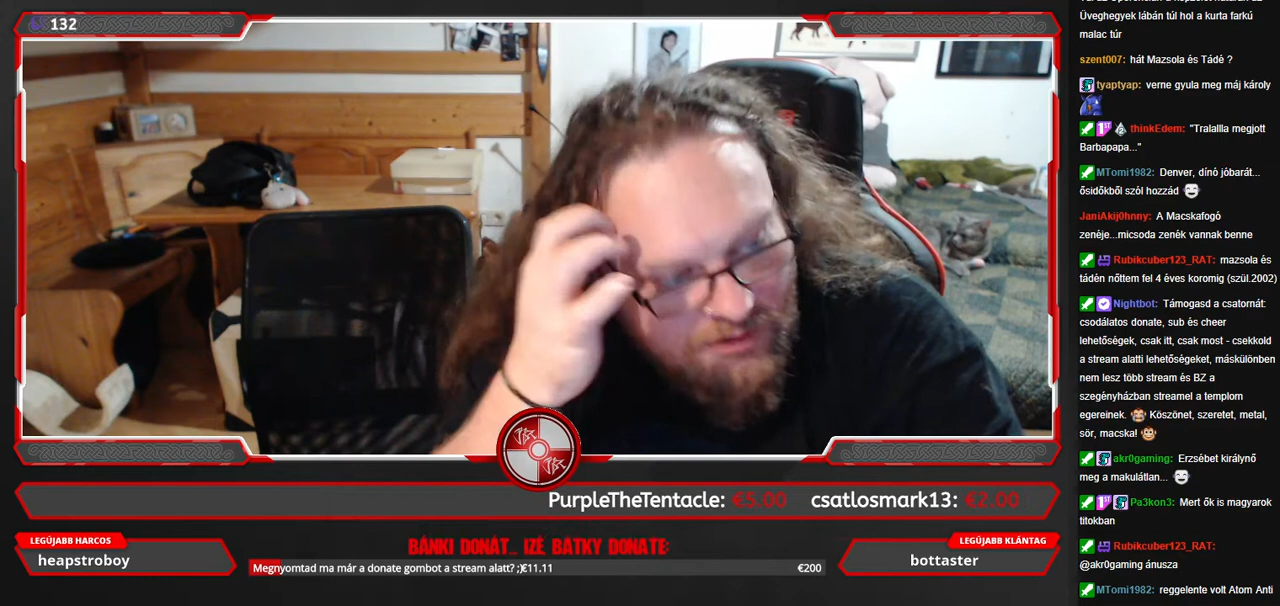 132
PurpleTheTentacle: €5.00 csatlosmark13: €2.00
LEGÚJABB HARCOS
heapstroboy
BÁNKI DONÁT... IZÉ, BÁTKY DONATE:
Megnyomtad ma már a donate gombot a stream alatt? ;)€11.11
€200
LEGÚJABB KLÁNTAG
bottaster
Üveghegyek lábán túl hol a kurta farkú
malac túr
szent007: hát Mazsola és Tádé ?
tyaptyap: verne gyula meg máj károly
thinkEdem: "Tralallla megjott
Barbapapa..."
MTomi1982: Denver, dínó jóbarát...
ősidőkből szól hozzád
JaniAkij0hnny: A Macskafogó
zenéje...micsoda zenék vannak benne
Rubikcuber123_RAT: mazsola és
tádén nőttem fel 4 éves koromig (szül.2002)
Nightbot: Támogasd a csatornát:
csodálatos donate, sub és cheer
lehetőségek, csak itt, csak most - csekkold
a stream alatti lehetőségeket, máskülönben
nem lesz több stream és BZ a
szegényházban streamel a templom
egereinek. Köszönet, szeretet, metal,
sör, macska!
akr0gaming: Erzsébet királynő
meg a makulátlan...
Pa3kon3: Mert ők is magyarok
titokban
Rubikcuber123_RAT:
@akr0gaming ánusza
MTomi1982: reggelente volt Atom Anti